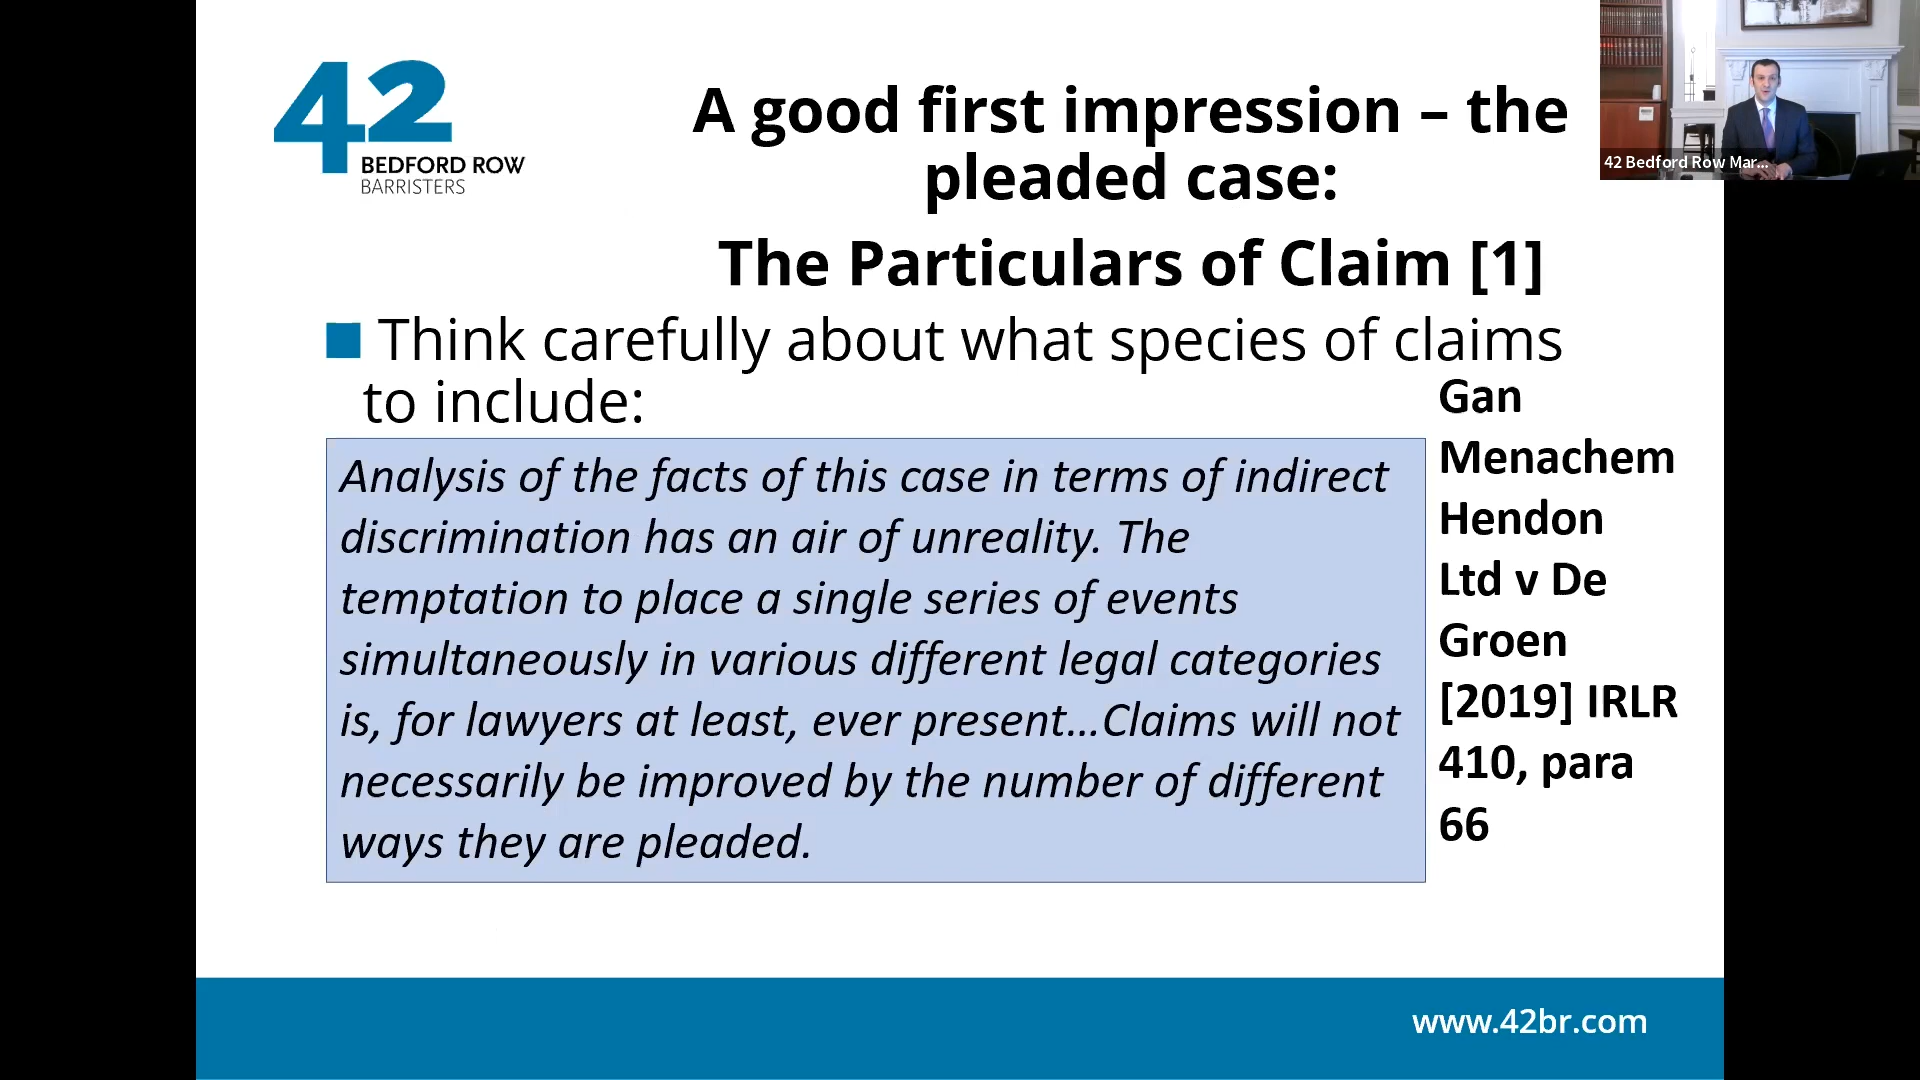 42
BEDFORD ROW
BARRISTERS
A good first impression – the
pleaded case:
The Particulars of Claim [1]
Think carefully about what species of claims
to include:
Analysis of the facts of this case in terms of indirect
discrimination has an air of unreality. The
temptation to place a single series of events
simultaneously in various different legal categories
is, for lawyers at least, ever present...Claims will not
necessarily be improved by the number of different
ways they are pleaded.
Gan
Menachem
Hendon
Ltd v De
Groen
[2019] IRLR
410, para
66
42 Bedford Row Mar...
www.42br.com